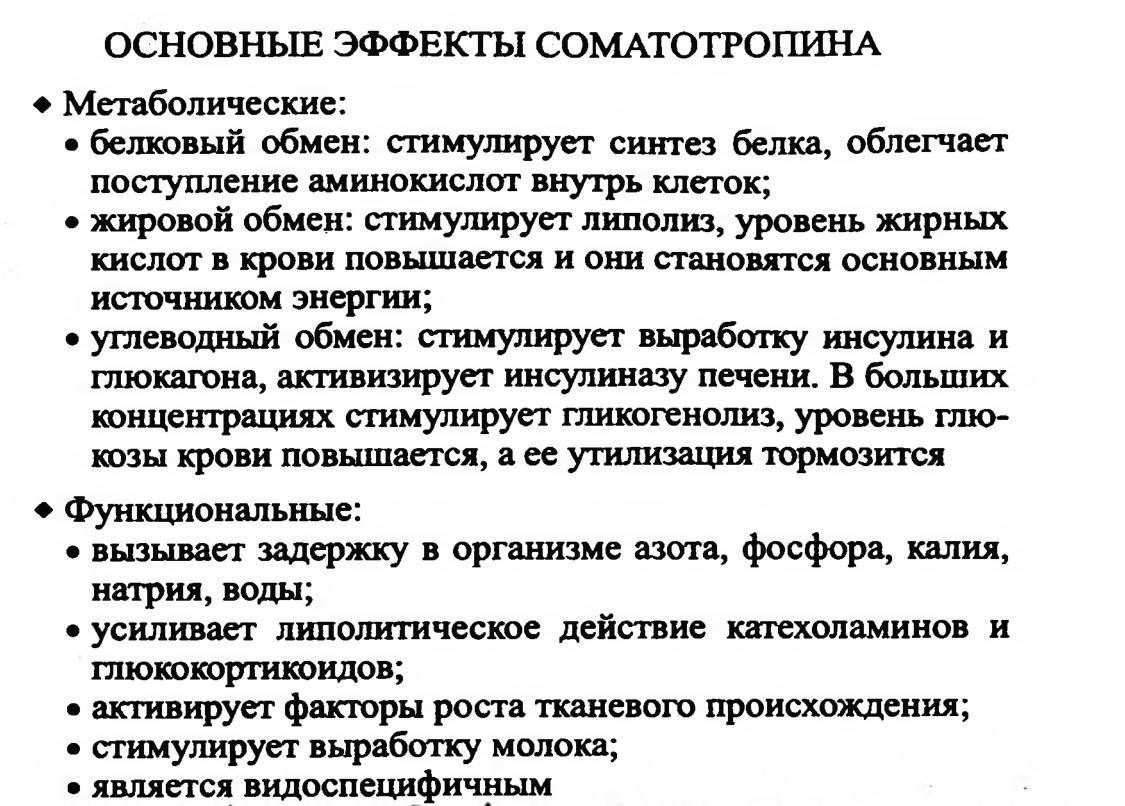 ОСНОВНЫЕ ЭФФЕКТЫ СОМАТОТРОПИНА
◆ Метаболические:
• белковый обмен: стимулирует синтез белка, облегчает
поступление аминокислот внутрь клеток;
• жировой обмен: стимулирует липолиз, уровень жирных
кислот в крови повышается и они становятся основным
источником энергии;
• углеводный обмен: стимулирует выработку инсулина и
глюкагона, активизирует инсулиназу печени. В больших
концентрациях стимулирует гликогенолиз, уровень глю-
козы крови повышается, а ее утилизация тормозится
◆ Функциональные:
• вызывает задержку в организме азота, фосфора, калия,
натрия, воды;
• усиливает липолитическое действие катехоламинов и
глюкокортикоидов;
• активирует факторы роста тканевого происхождения;
• стимулирует выработку молока;
• является видоспецифичным